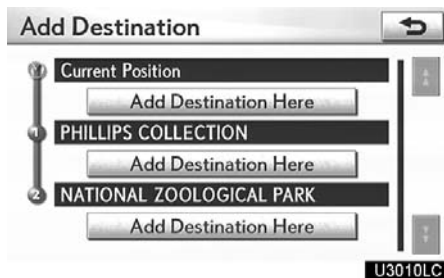 Add Destination
Current Position
Add Destination Here
1 PHILLIPS COLLECTION
Add Destination Here
2 NATIONAL ZOOLOGICAL PARK
Add Destination Here
U3010LC